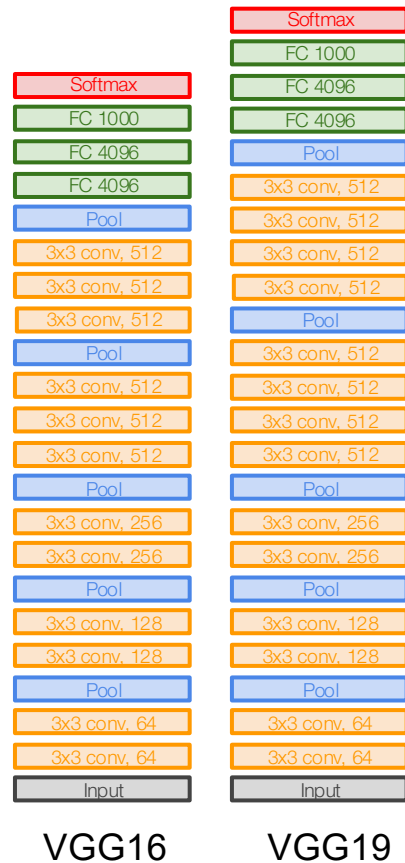 Softmax
FC 1000
FC 4096
FC 4096
Pool
3x3 conv, 512
3x3 conv, 512
3x3 conv, 512
Pool
3x3 conv, 512
3x3 conv, 512
3x3 conv, 512
Pool
3x3 conv, 256
3x3 conv, 256
Pool
3x3 conv, 128
3x3 conv, 128
Pool
3x3 conv, 64
3x3 conv, 64
Input
VGG16
Softmax
FC 1000
FC 4096
FC 4096
Pool
3x3 conv, 512
3x3 conv, 512
3x3 conv, 512
3x3 conv, 512
Pool
3x3 conv, 512
3x3 conv, 512
3x3 conv, 512
3x3 conv, 512
Pool
3x3 conv, 256
3x3 conv, 256
Pool
3x3 conv, 128
3x3 conv, 128
Pool
3x3 conv, 64
3x3 conv, 64
Input
VGG19